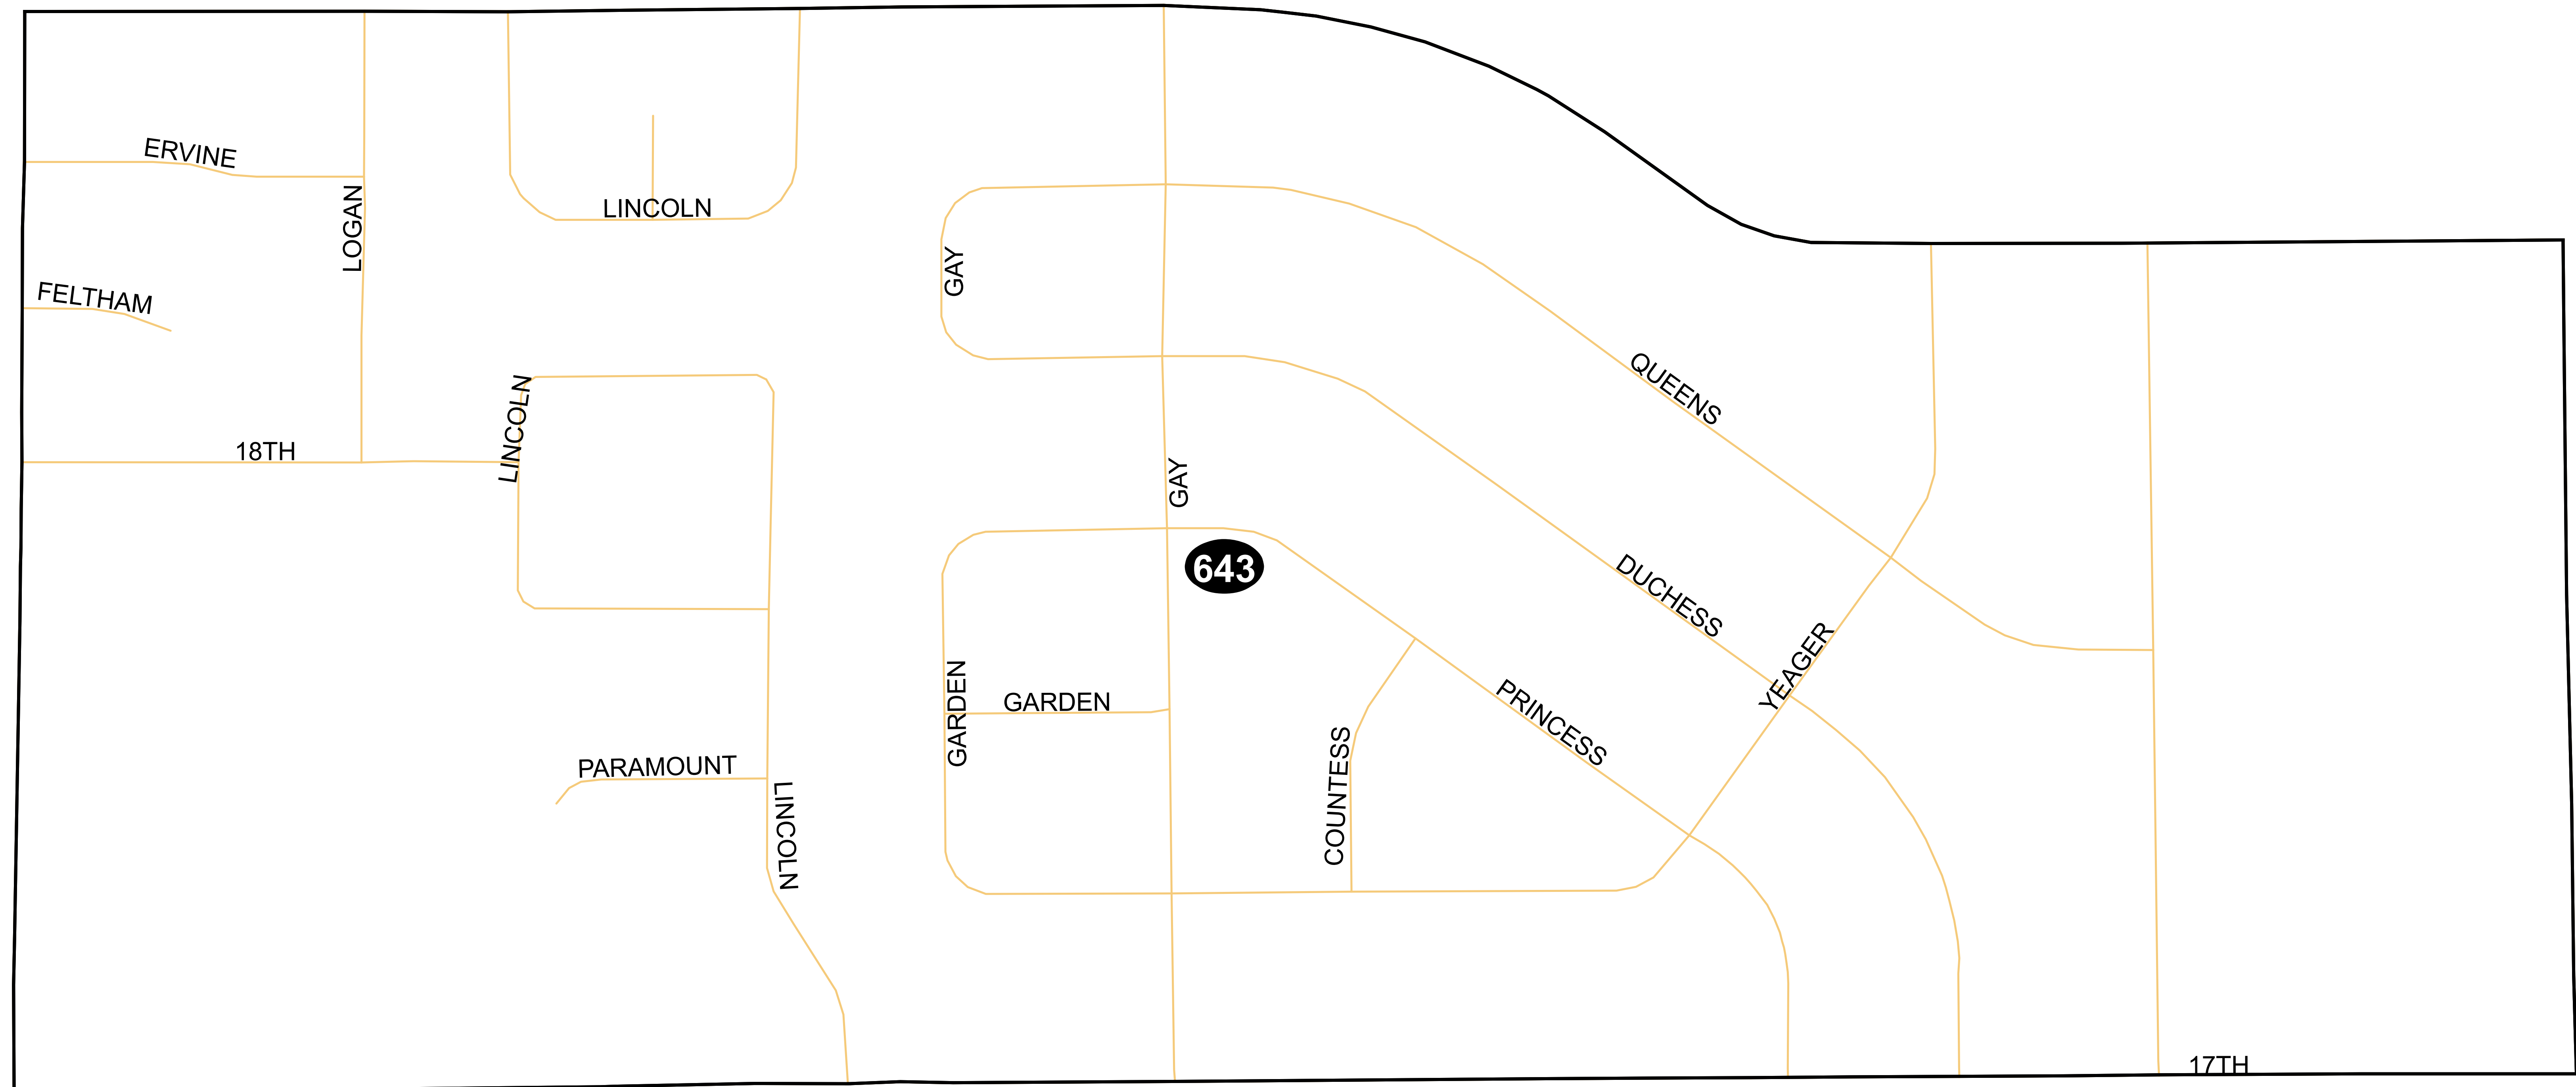 ERVINE
LOGAN
LINCOLN
FELTHAM
GAY
LINCOLN
QUEENS
18TH
GAY
643
DUCHESS
YEAGER
GARDEN
GARDEN
PRINCESS
COUNTESS
PARAMOUNT
LINCOLN
17TH